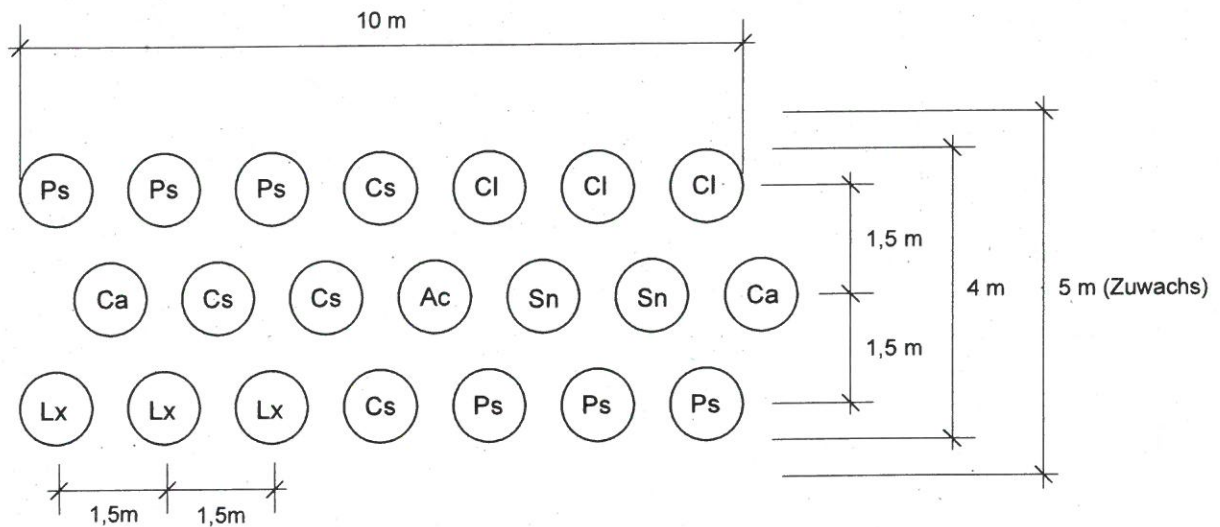 10 m
Ps Ps Ps Cs Cl Cl Cl
1,5 m
Ca Cs Cs Ac Sn Sn Ca
4 m
5 m (Zuwachs)
1,5 m
Lx Lx Lx Cs Ps Ps Ps
1,5m 1,5m